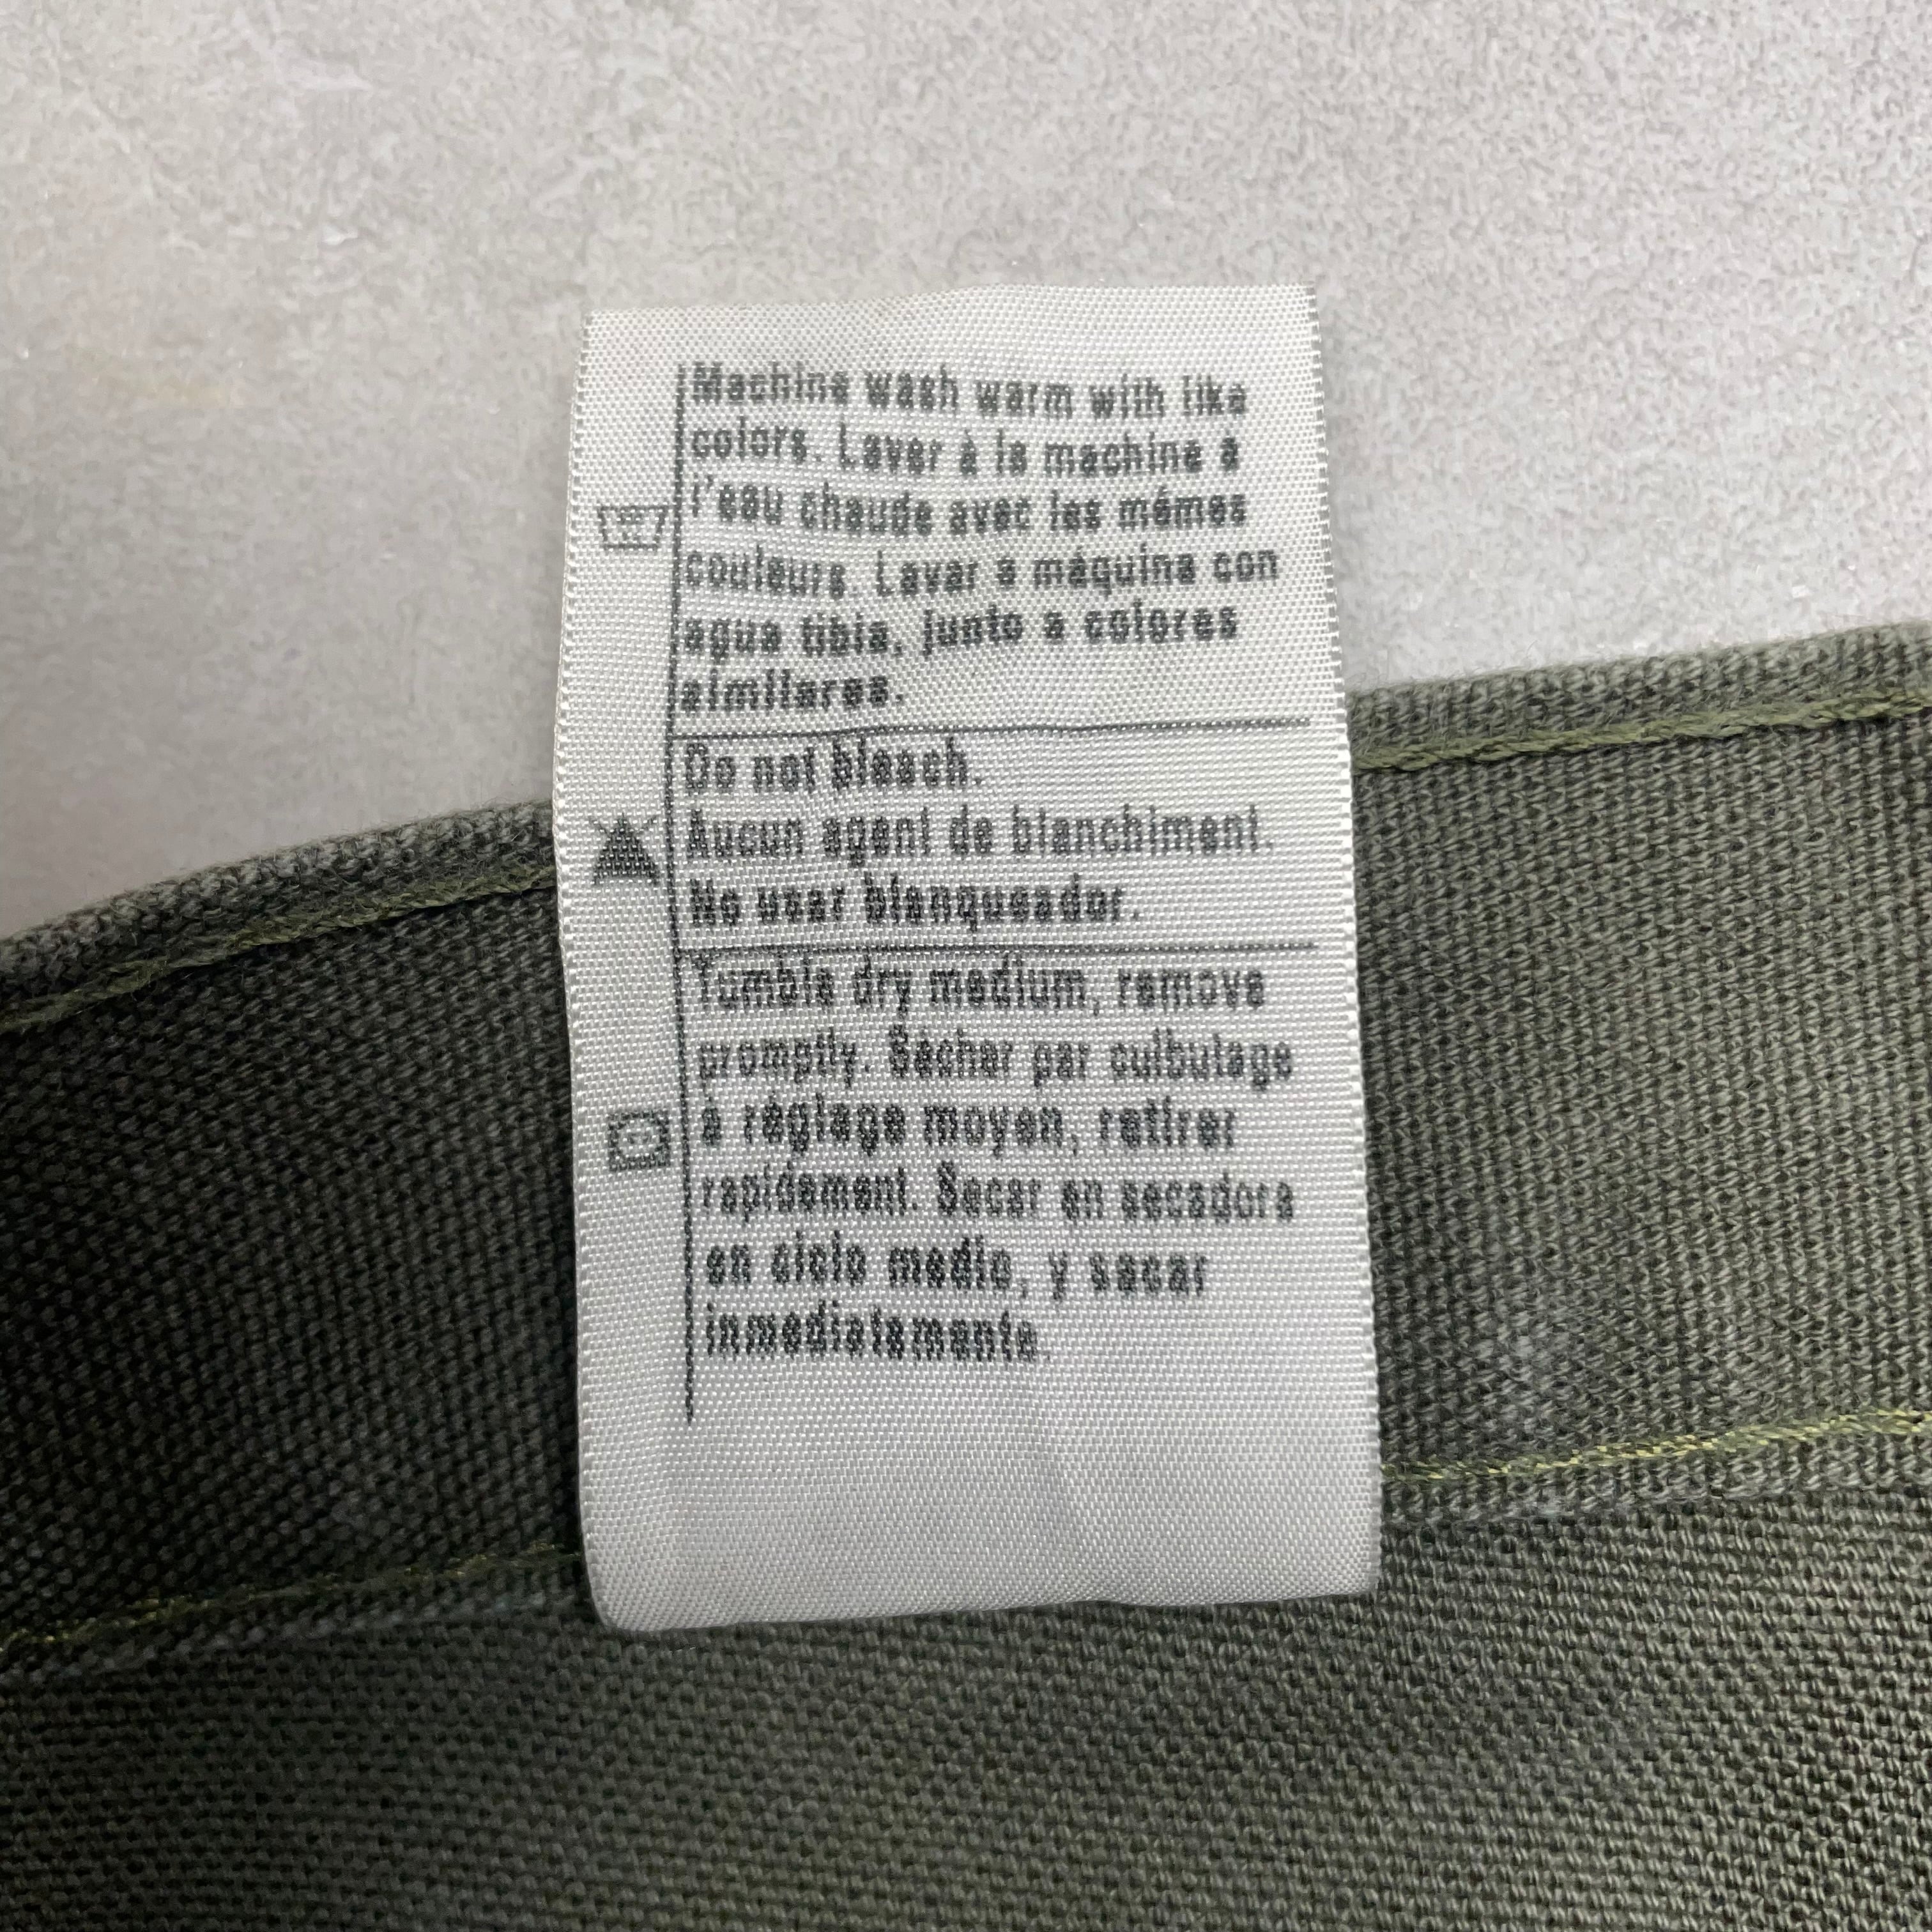 Machine wash warm with like
colors. Laver à la machine à
l'eau chaude avec les mêmes
couleurs. Lavar a máquina con
agua tibia, junto a colores
similares.
Do not bleach.
Aucun agent de blanchiment.
No usar blanqueador.
Tumble dry medium, remove
promptly. Sécher par culbutage
à réglage moyen, retirer
rapidement. Secar en secadora
en ciclo medio, y sacar
inmediatamente.